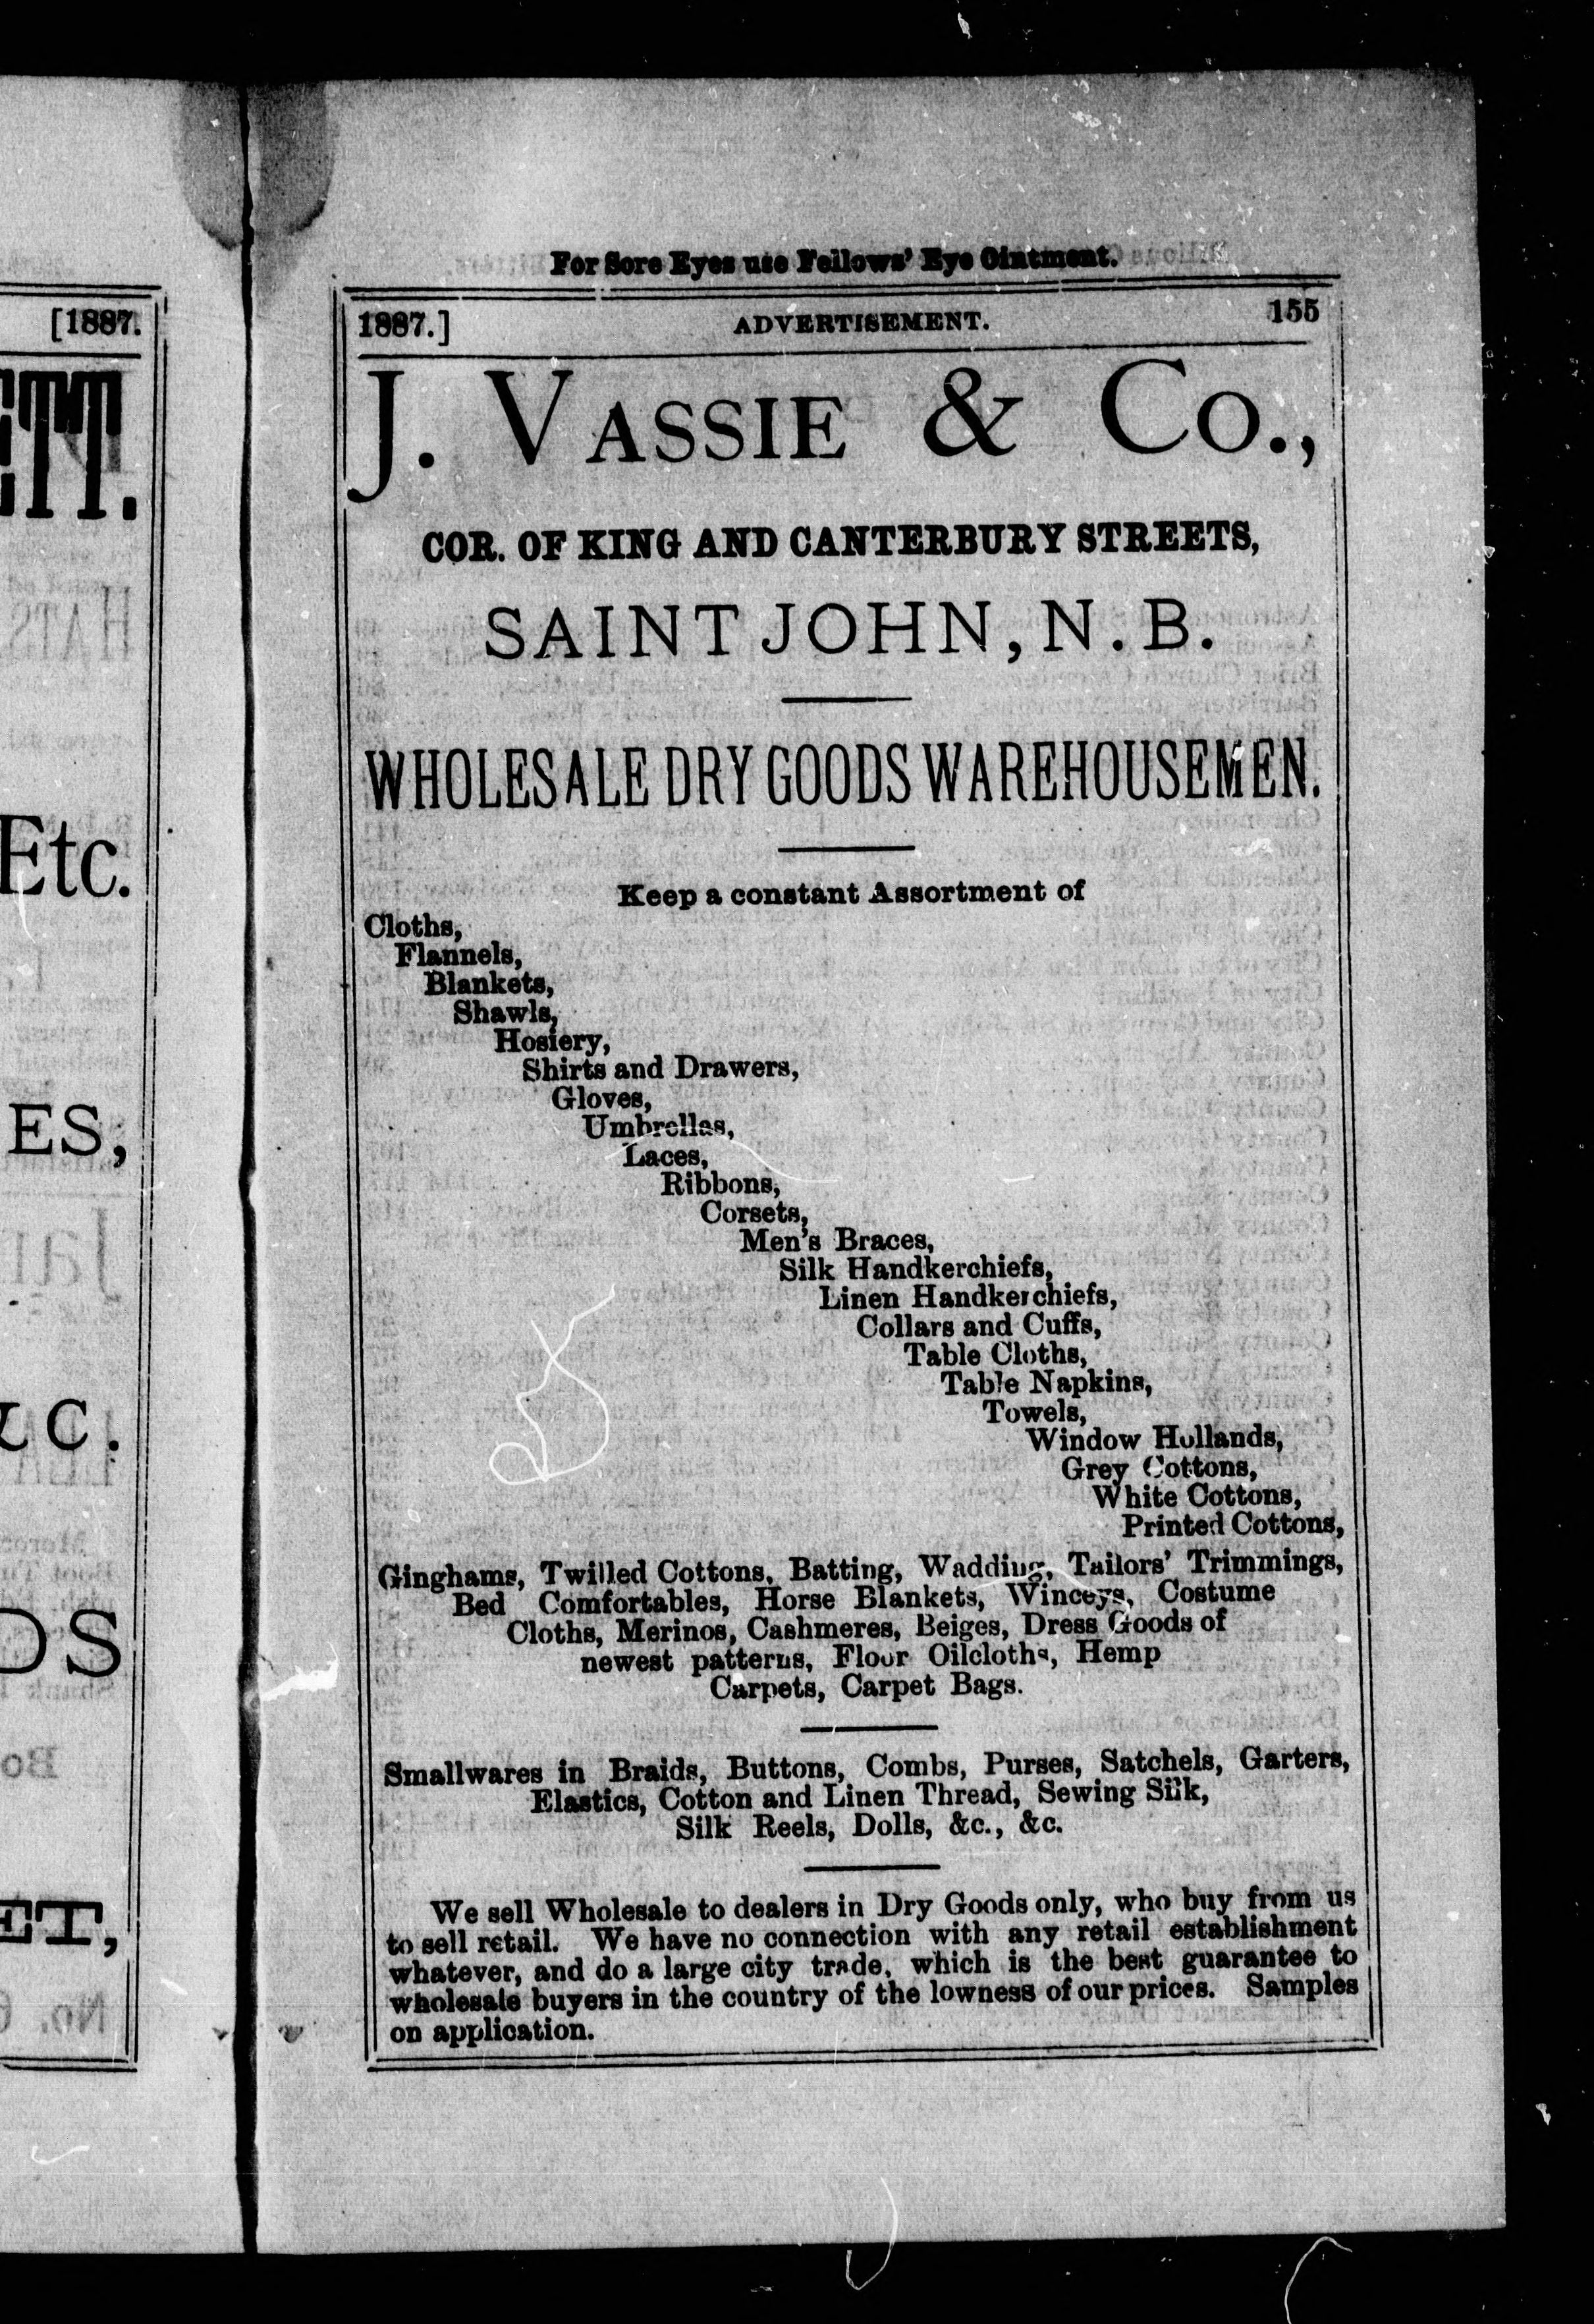 [1887.
ETT.
Etc.
ES,
&C.
DS
ET,
For Sore Eyes use Fellows' Eye Ointment.
1887.] ADVERTISEMENT. 155
J. VASSIE & Co.,
COR. OF KING AND CANTERBURY STREETS,
SAINT JOHN, N. B.
WHOLESALE DRY GOODS WAREHOUSEMEN.
Keep a constant Assortment of
Cloths,
Flannels,
Blankets,
Shawls,
Hosiery,
Shirts and Drawers,
Gloves,
Umbrellas,
Laces,
Ribbons,
Corsets,
Men's Braces,
Silk Handkerchiefs,
Linen Handkerchiefs,
Collars and Cuffs,
Table Cloths,
Table Napkins,
Towels,
Window Hollands,
Grey Cottons,
White Cottons,
Printed Cottons,
Ginghams, Twilled Cottons, Batting, Wadding, Tailors' Trimmings,
Bed Comfortables, Horse Blankets, Winceys, Costume
Cloths, Merinos, Cashmeres, Beiges, Dress Goods of
newest patterns, Floor Oilcloths, Hemp
Carpets, Carpet Bags.
Smallwares in Braids, Buttons, Combs, Purses, Satchels, Garters,
Elastics, Cotton and Linen Thread, Sewing Silk,
Silk Reels, Dolls, &c., &c.
We sell Wholesale to dealers in Dry Goods only, who buy from us
to sell retail. We have no connection with any retail establishment
whatever, and do a large city trade, which is the best guarantee to
wholesale buyers in the country of the lowness of our prices. Samples
on application.